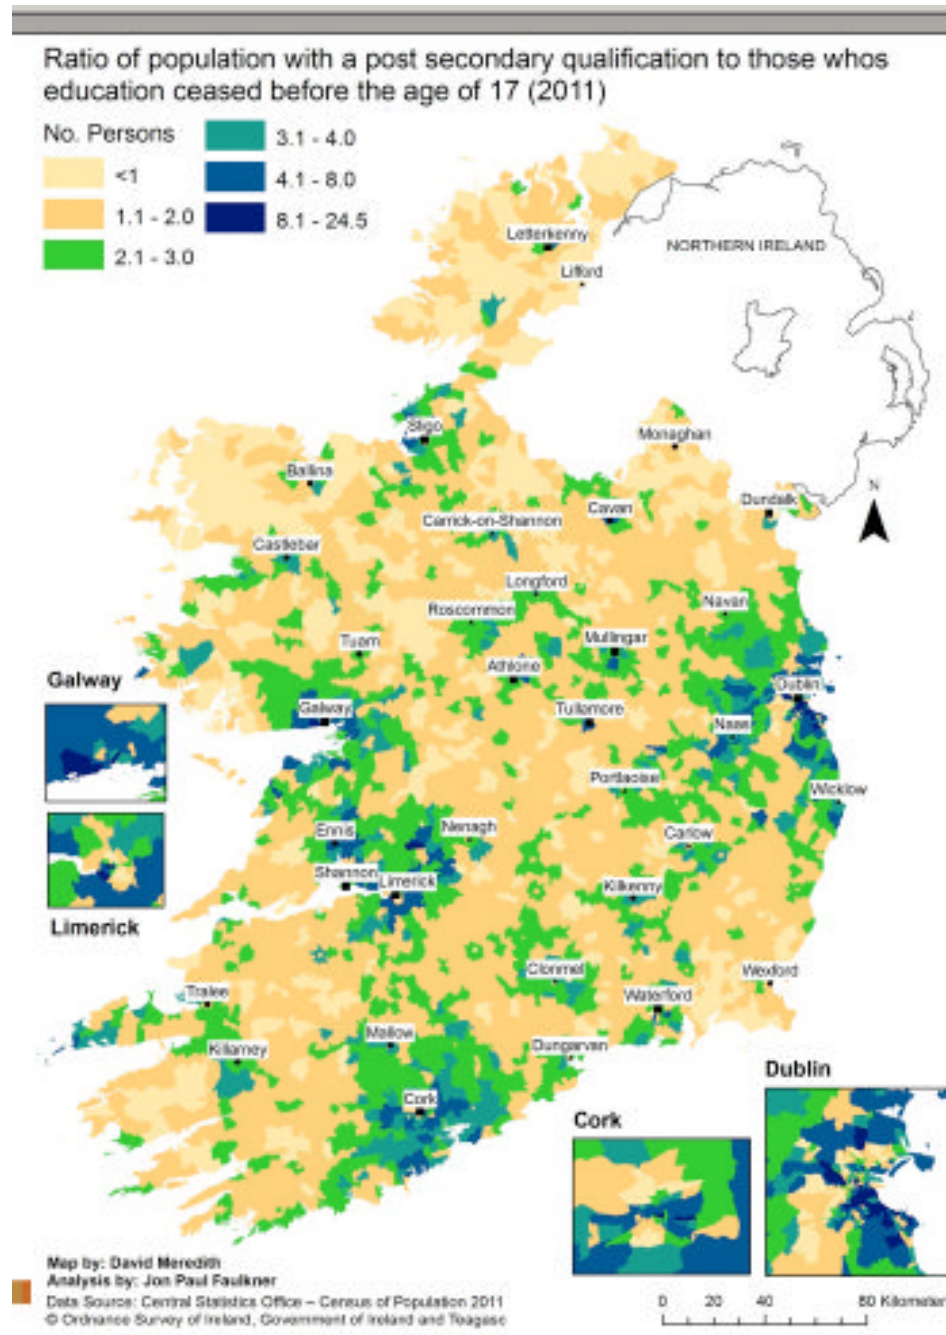 Ratio of population with a post secondary qualification to those whos
education ceased before the age of 17 (2011)
No. Persons
<1
1.1 - 2.0
2.1 - 3.0
3.1 - 4.0
4.1 - 8.0
8.1 - 24.5
Letterkenny
NORTHERN IRELAND
Lifford
Sligo
Monaghan
Ballina
N
Dundalk
Cavan
Carrick-on-Shannon
Castlebar
Longford
Navan
Roscommon
Mullingar
Tuam
Athlone
Galway
Dublin
Galway
Tullamore
Naas
Portlaoise
Wicklow
Ennis
Nenagh
Carlow
Shannon
Limerick
Kilkenny
Limerick
Clonmel
Wexford
Tralee
Waterford
Mallow
Killarney
Dungarvan
Dublin
Cork
Cork
Map by: David Meredith
Analysis by: Jon Paul Faulkner
Data Source: Central Statistics Office – Census of Population 2011
© Ordnance Survey of Ireland, Government of Ireland and Teagasc
0 20 40 80 Kilometer